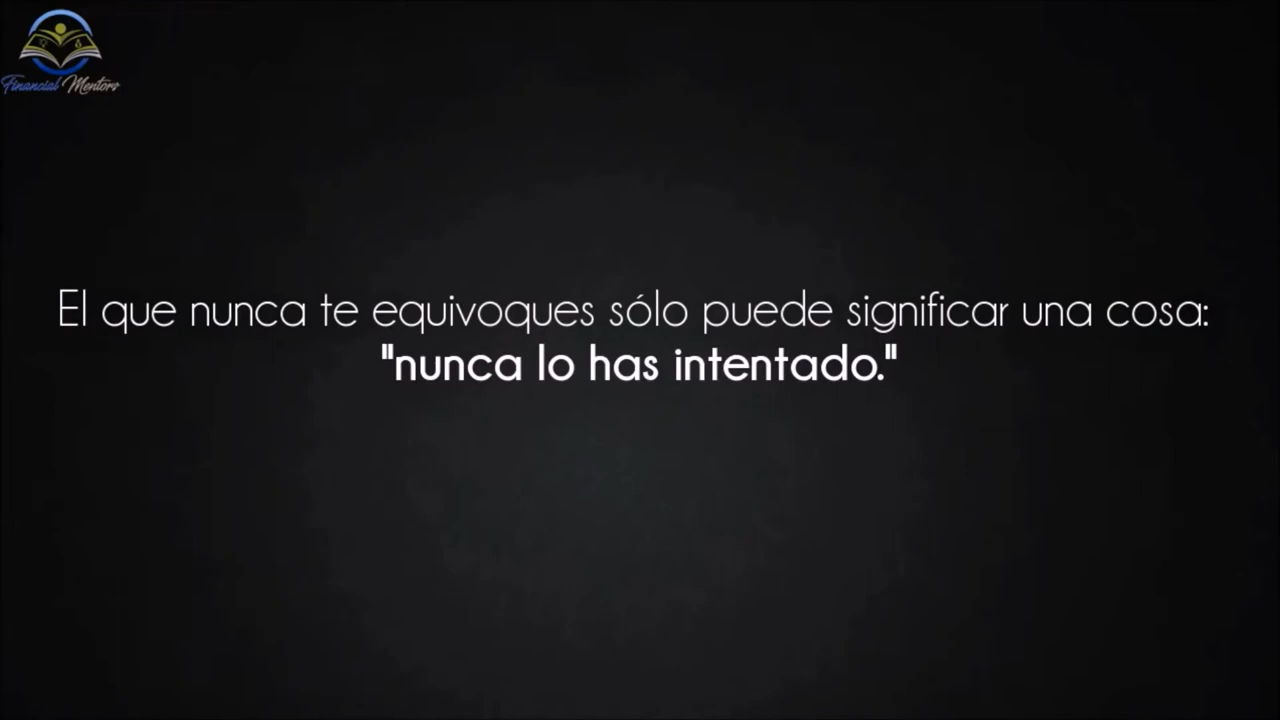 Financial Mentors
El que nunca te equivoques sólo puede significar una cosa:
"nunca lo has intentado."